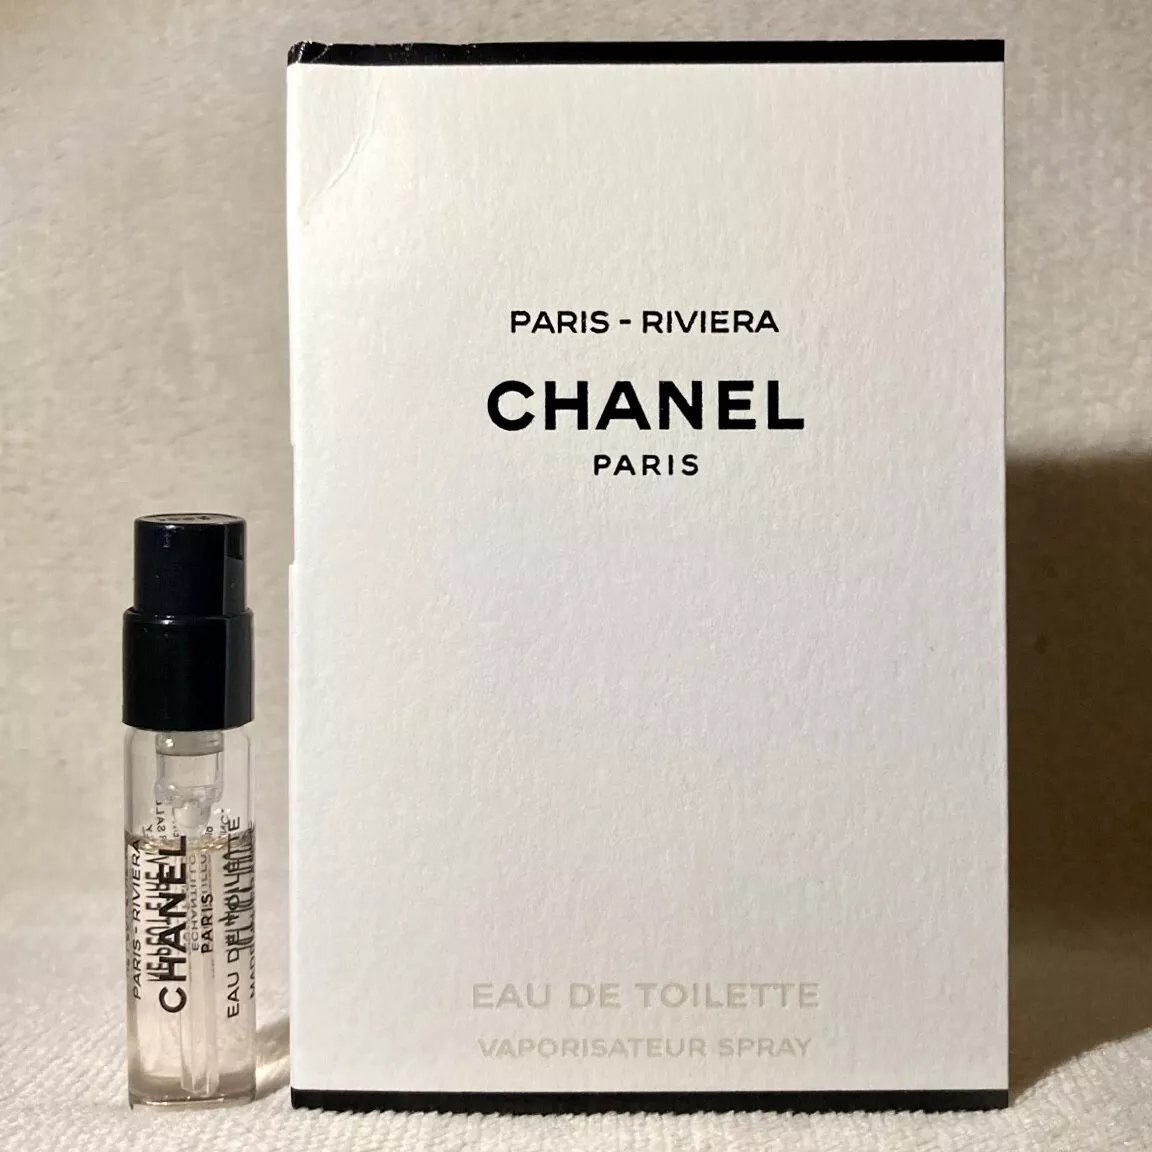 PARIS - RIVIERA
CHANEL
PARIS
EAU DE TOILETTE
VAPORISATEUR SPRAY
PARIS - RIVIERA
CHANEL
PARIS
EAU DE TOILETTE